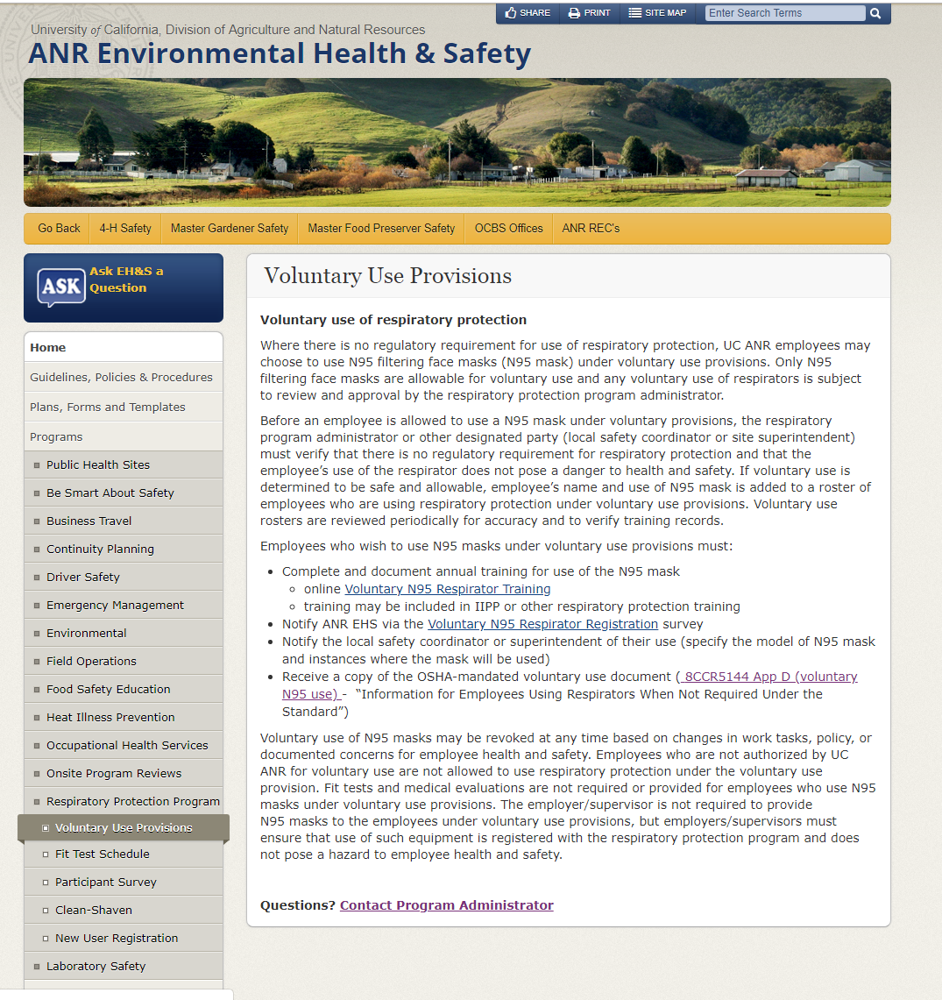 SHARE
PRINT
SITE MAP
Enter Search Terms
University of California, Division of Agriculture and Natural Resources
ANR Environmental Health & Safety
Go Back
4-H Safety
Master Gardener Safety
Master Food Preserver Safety
OCBS Offices
ANR REC's
ASK
Ask EH&S a
Question
Home
Guidelines, Policies & Procedures
Plans, Forms and Templates
Programs
Public Health Sites
Be Smart About Safety
Business Travel
Continuity Planning
Driver Safety
Emergency Management
Environmental
Field Operations
Food Safety Education
Heat Illness Prevention
Occupational Health Services
Onsite Program Reviews
Respiratory Protection Program
Voluntary Use Provisions
Fit Test Schedule
Participant Survey
Clean-Shaven
New User Registration
Laboratory Safety
Voluntary Use Provisions
Voluntary use of respiratory protection
Where there is no regulatory requirement for use of respiratory protection, UC ANR employees may
choose to use N95 filtering face masks (N95 mask) under voluntary use provisions. Only N95
filtering face masks are allowable for voluntary use and any voluntary use of respirators is subject
to review and approval by the respiratory protection program administrator.
Before an employee is allowed to use a N95 mask under voluntary provisions, the respiratory
program administrator or other designated party (local safety coordinator or site superintendent)
must verify that there is no regulatory requirement for respiratory protection and that the
employee’s use of the respirator does not pose a danger to health and safety. If voluntary use is
determined to be safe and allowable, employee’s name and use of N95 mask is added to a roster of
employees who are using respiratory protection under voluntary use provisions. Voluntary use
rosters are reviewed periodically for accuracy and to verify training records.
Employees who wish to use N95 masks under voluntary use provisions must:
Complete and document annual training for use of the N95 mask
online Voluntary N95 Respirator Training
training may be included in IIPP or other respiratory protection training
Notify ANR EHS via the Voluntary N95 Respirator Registration survey
Notify the local safety coordinator or superintendent of their use (specify the model of N95 mask
and instances where the mask will be used)
Receive a copy of the OSHA-mandated voluntary use document ( 8CCR5144 App D (voluntary
N95 use) - “Information for Employees Using Respirators When Not Required Under the
Standard”)
Voluntary use of N95 masks may be revoked at any time based on changes in work tasks, policy, or
documented concerns for employee health and safety. Employees who are not authorized by UC
ANR for voluntary use are not allowed to use respiratory protection under the voluntary use
provision. Fit tests and medical evaluations are not required or provided for employees who use N95
masks under voluntary use provisions. The employer/supervisor is not required to provide
N95 masks to the employees under voluntary use provisions, but employers/supervisors must
ensure that use of such equipment is registered with the respiratory protection program and does
not pose a hazard to employee health and safety.
Questions? Contact Program Administrator